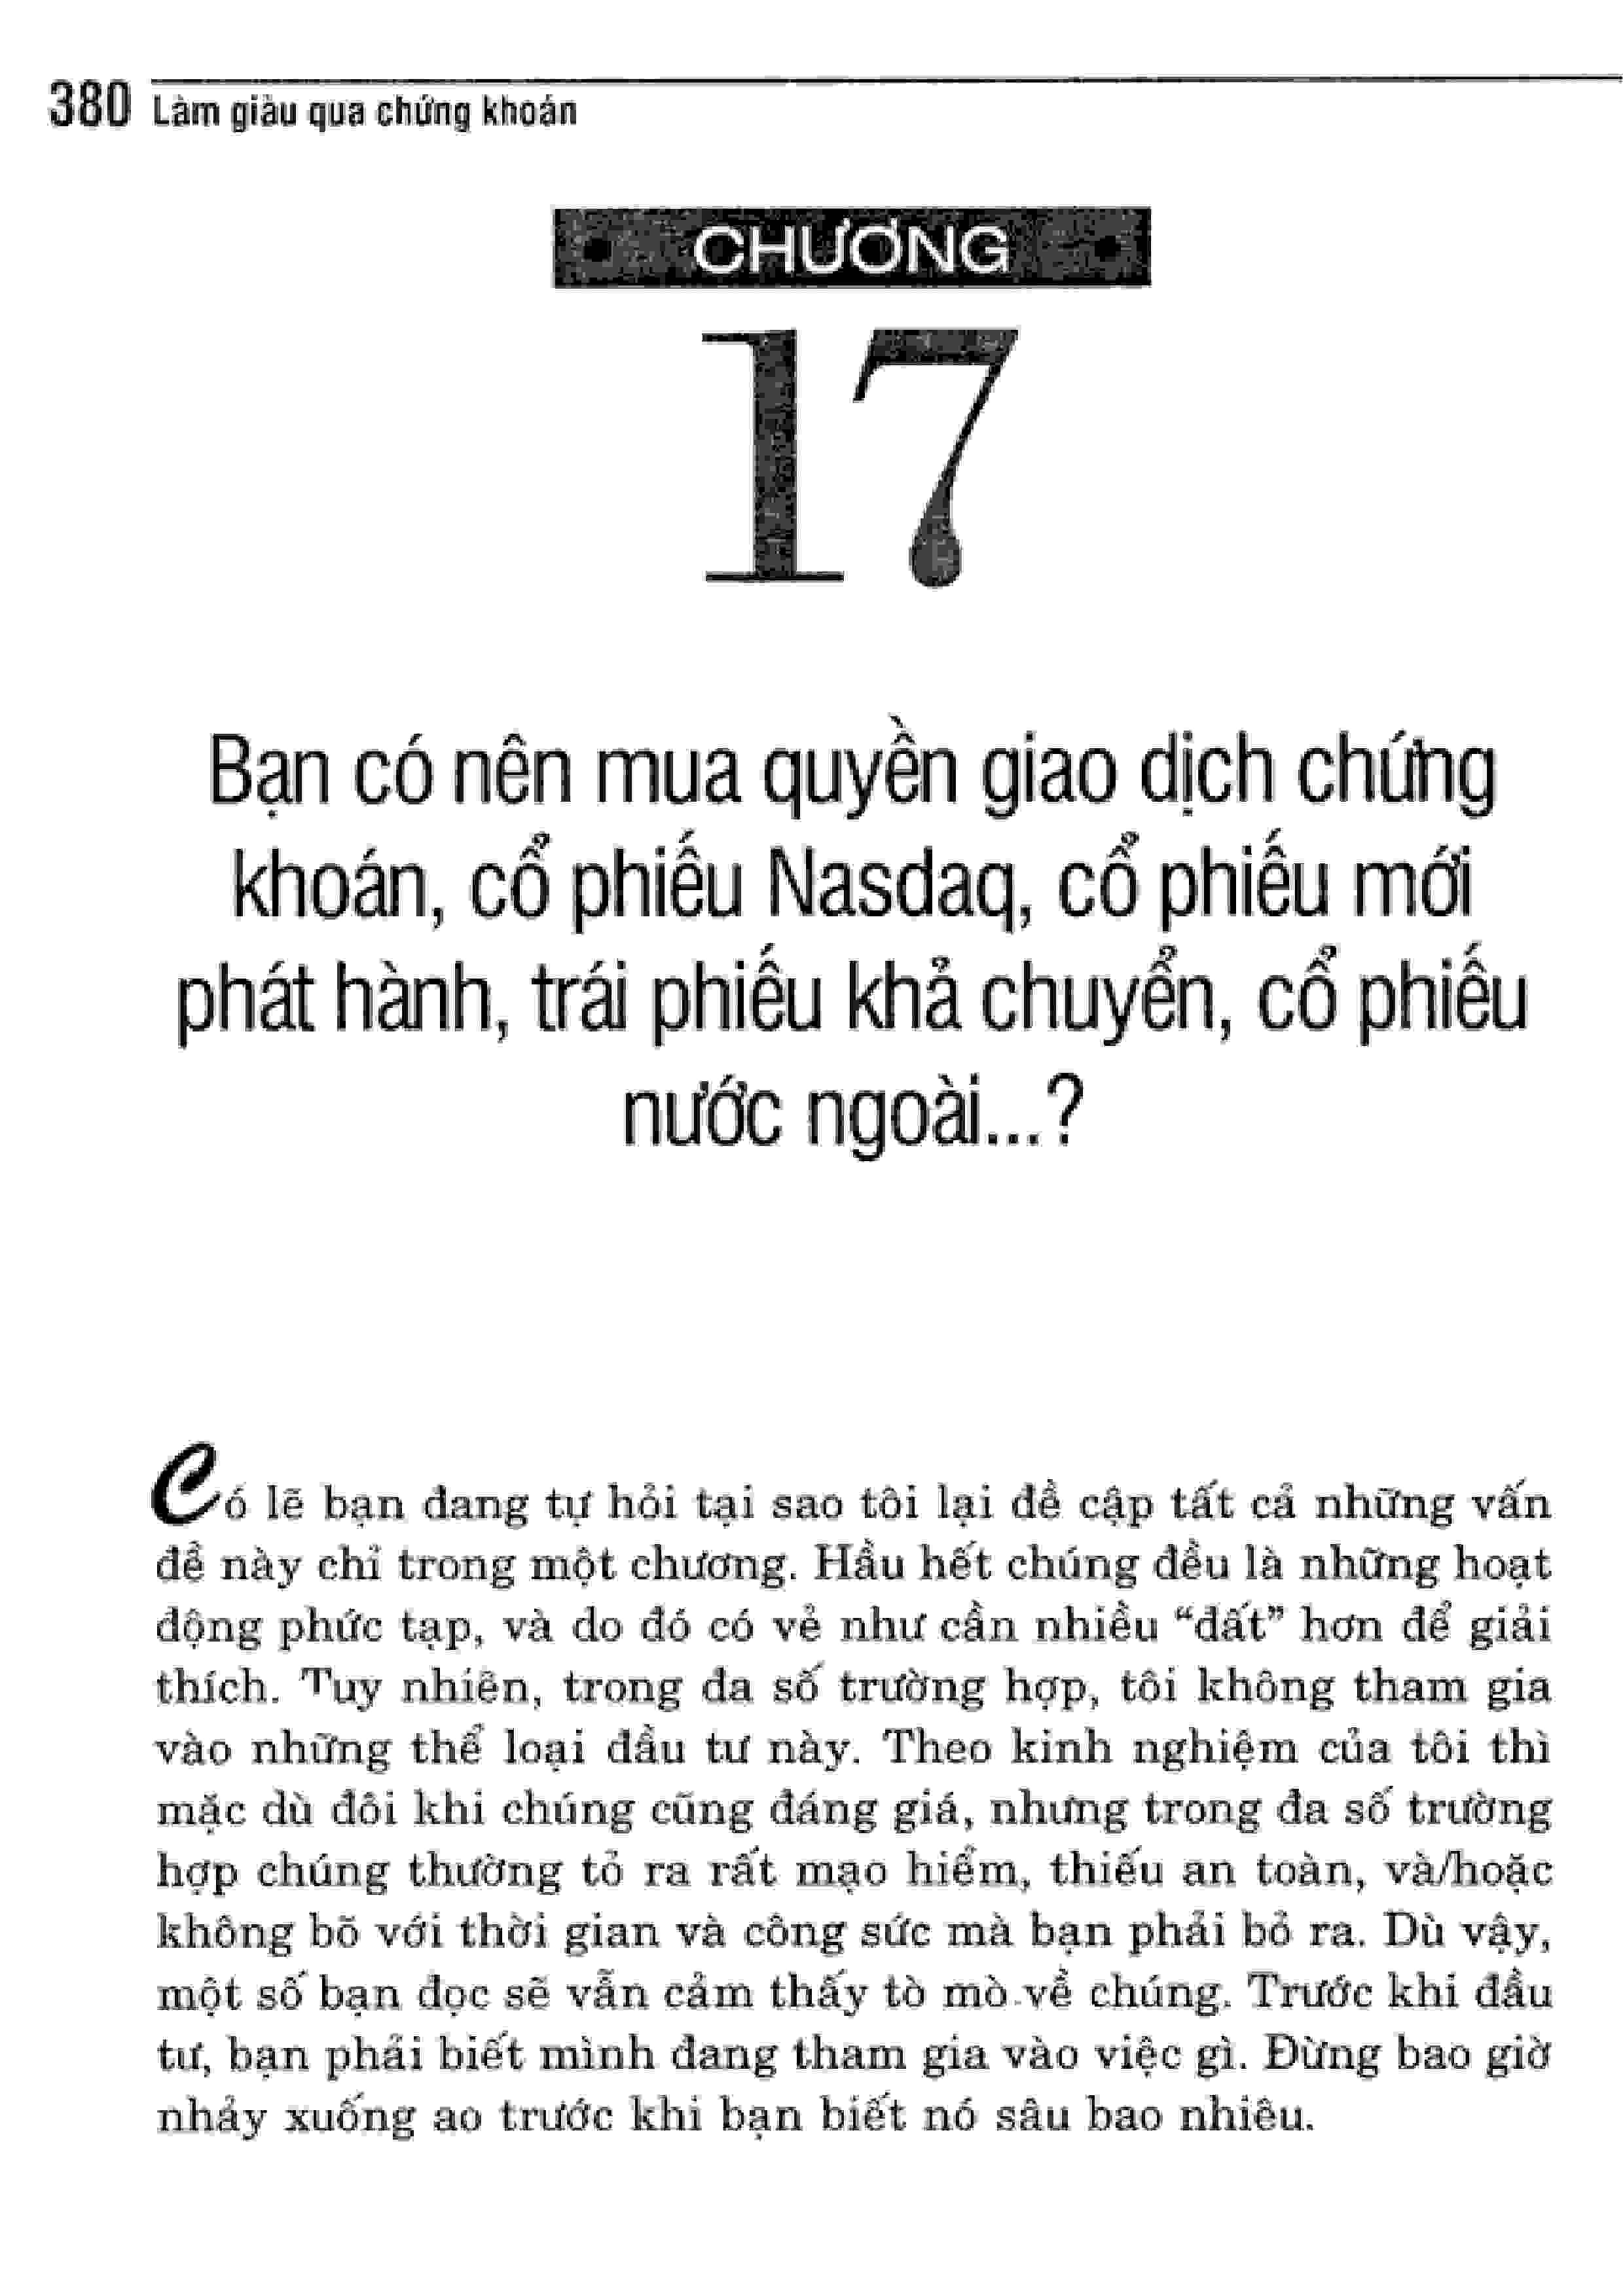 380 Làm giàu qua chứng khoán
CHƯƠNG
17
Bạn có nên mua quyền giao dịch chứng
khoán, cổ phiếu Nasdaq, cổ phiếu mới
phát hành, trái phiếu khả chuyển, cổ phiếu
nước ngoài...?
Có lẽ bạn đang tự hỏi tại sao tôi lại đề cập tất cả những vấn
đề này chỉ trong một chương. Hầu hết chúng đều là những hoạt
động phức tạp, và do đó có vẻ như cần nhiều “đất” hơn để giải
thích. Tuy nhiên, trong đa số trường hợp, tôi không tham gia
vào những thể loại đầu tư này. Theo kinh nghiệm của tôi thì
mặc dù đôi khi chúng cũng đáng giá, nhưng trong đa số trường
hợp chúng thường tỏ ra rất mạo hiểm, thiếu an toàn, và/hoặc
không bõ với thời gian và công sức mà bạn phải bỏ ra. Dù vậy,
một số bạn đọc sẽ vẫn cảm thấy tò mò về chúng. Trước khi đầu
tư, bạn phải biết mình đang tham gia vào việc gì. Đừng bao giờ
nhảy xuống ao trước khi bạn biết nó sâu bao nhiêu.